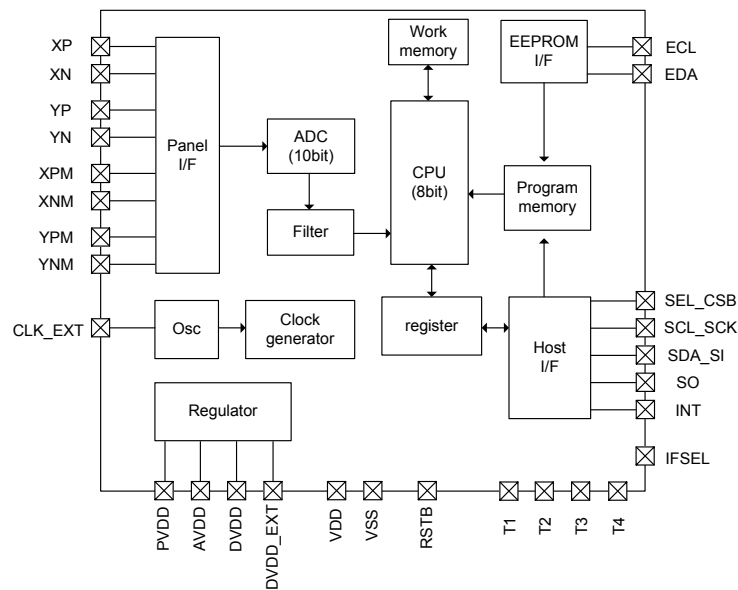 XP
XN
YP
YN
XPM
XNM
YPM
YNM
CLK_EXT
Panel
I/F
ADC
(10bit)
Filter
Work
memory
CPU
(8bit)
EEPROM
I/F
Program
memory
register
Host
I/F
Osc
Clock
generator
Regulator
ECL
EDA
SEL_CSB
SCL_SCK
SDA_SI
SO
INT
IFSEL
PVDD
AVDD
DVDD
DVDD_EXT
VDD
VSS
RSTB
T1
T2
T3
T4